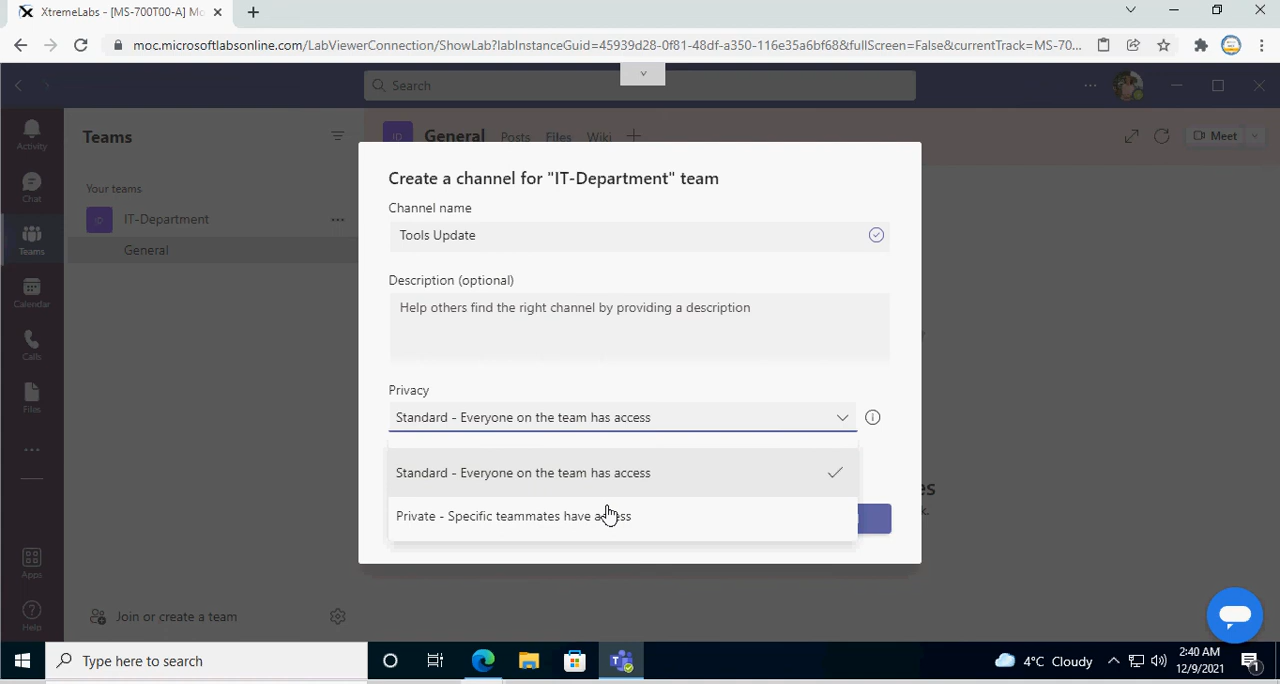 XtremeLabs - [MS-700T00-A] Mo
moc.microsoftlabsonline.com/LabViewerConnection/ShowLab?labInstanceGuid=45939d28-0f81-48df-a350-116e35a6bf68&fullScreen=False&currentTrack=MS-70...
Search
Activity
Chat
Teams
Calendar
Calls
Files
Apps
Help
Teams
Your teams
ID IT-Department
General
Join or create a team
ID General Posts Files Wiki
Meet
Create a channel for "IT-Department" team
Channel name
Tools Update
Description (optional)
Help others find the right channel by providing a description
Privacy
Standard - Everyone on the team has access
Standard - Everyone on the team has access
Private - Specific teammates have access
Type here to search
4°C Cloudy
2:40 AM
12/9/2021
1